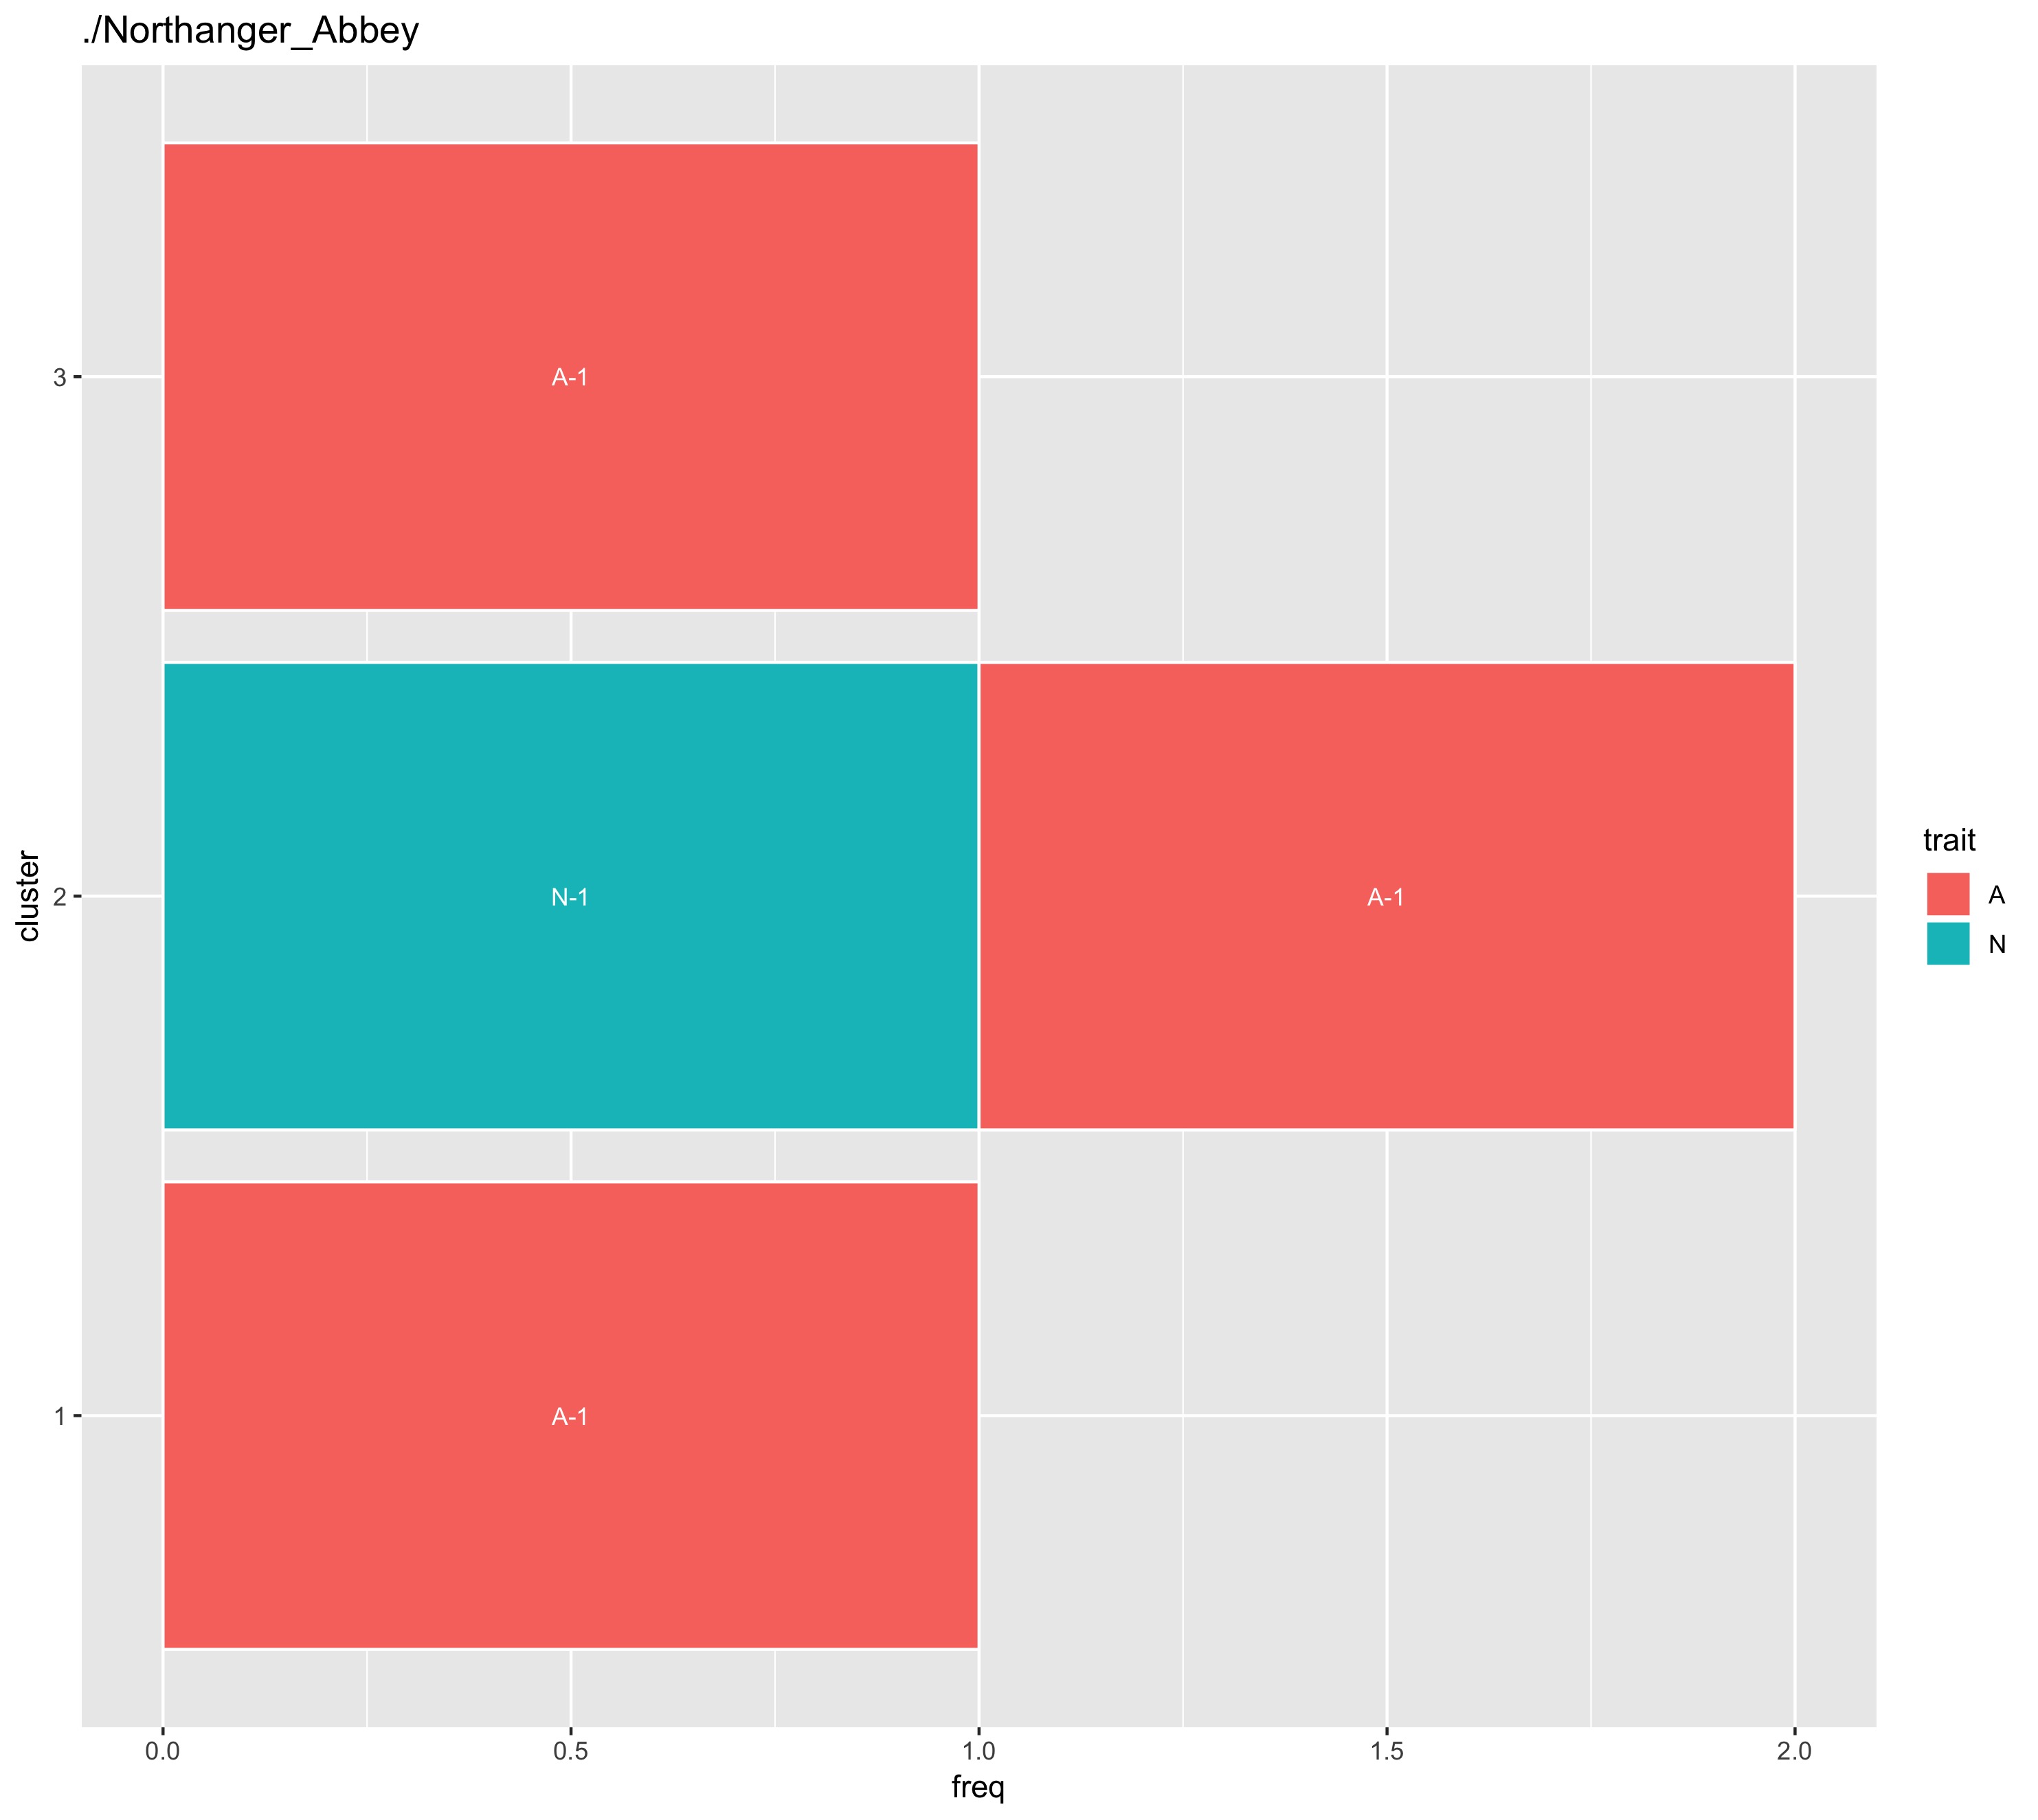 ./Northanger_Abbey
cluster
3
2
1
A-1
N-1
A-1
A-1
0.0
0.5
1.0
1.5
2.0
freq
trait
A
N